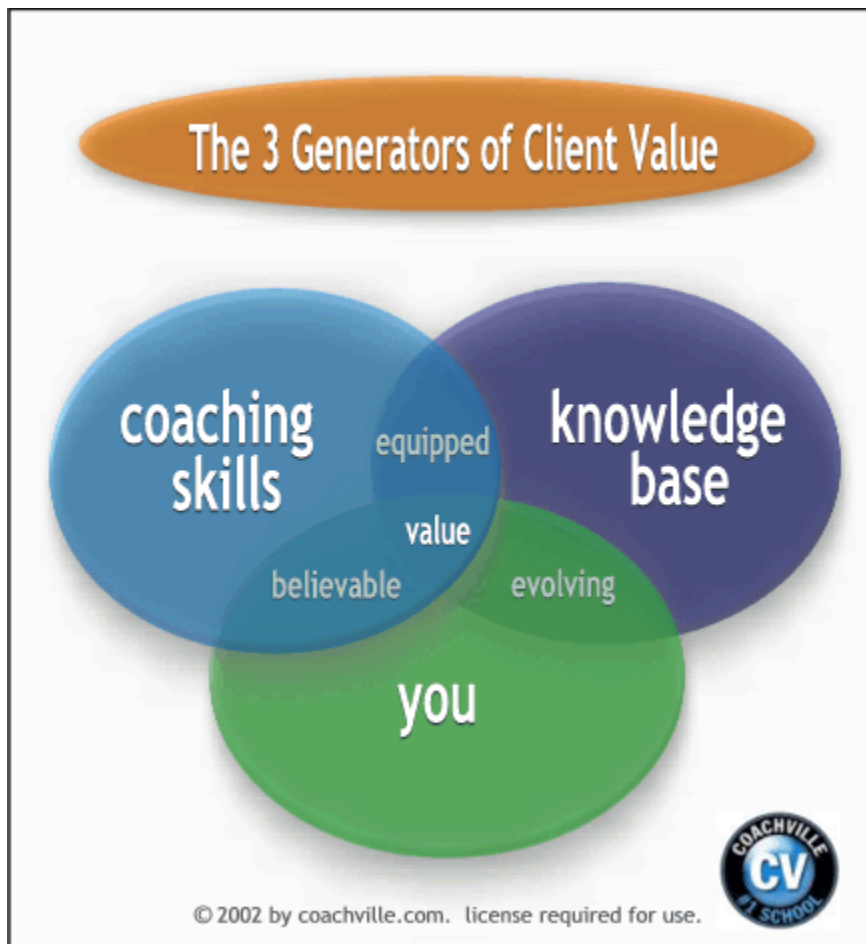 The 3 Generators of Client Value
coaching
skills
knowledge
base
equipped
value
believable
evolving
you
COACHVILLE
CV
#1 SCHOOL
© 2002 by coachville.com. license required for use.